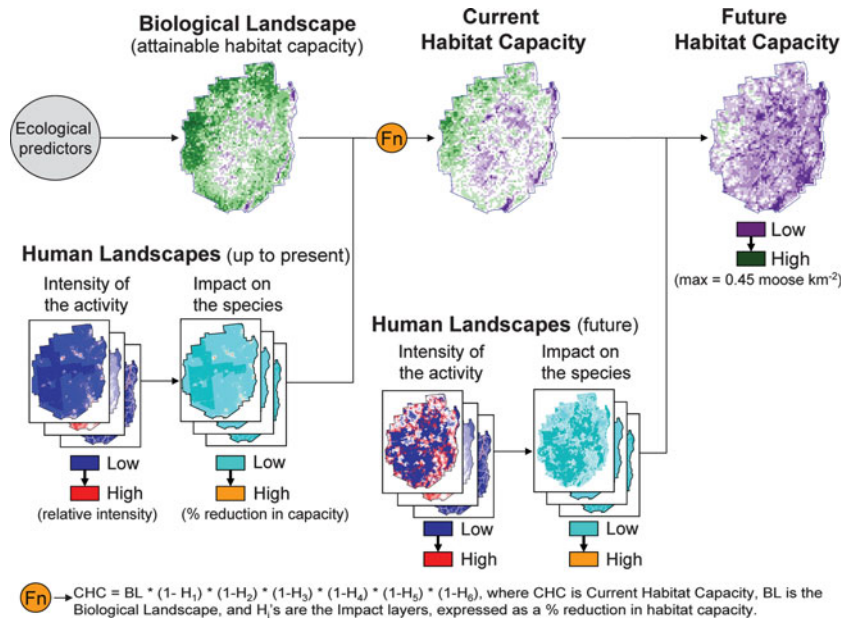 Biological Landscape
(attainable habitat capacity)
Current
Habitat Capacity
Future
Habitat Capacity
Ecological
predictors
Fn
Low
High
(max = 0.45 moose km-2)
Human Landscapes (up to present)
Intensity of
the activity
Impact on
the species
Low
High
(relative intensity)
Low
High
(% reduction in capacity)
Human Landscapes (future)
Intensity of
the activity
Impact on
the species
Low
High
Low
High
Fn CHC = BL * (1- H1) * (1-H2) * (1-H3) * (1-H4) * (1-H5) * (1-H6), where CHC is Current Habitat Capacity, BL is the
Biological Landscape, and Hi's are the Impact layers, expressed as a % reduction in habitat capacity.